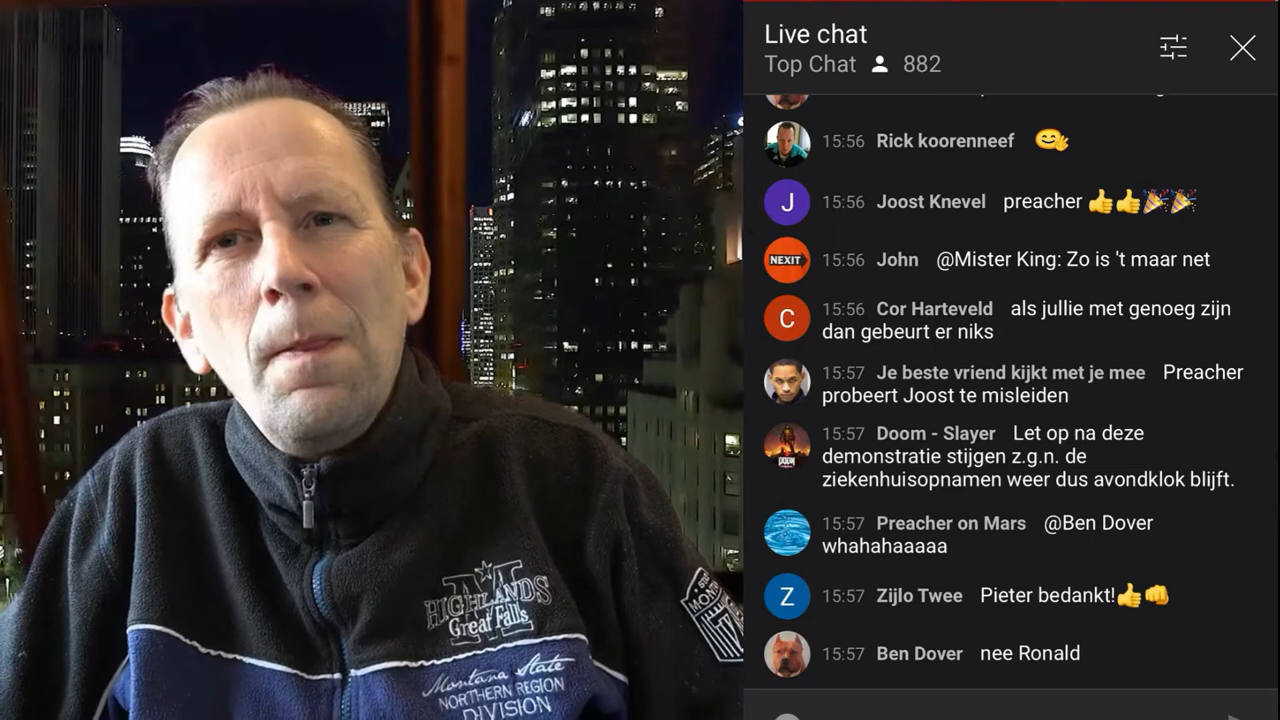 Live chat
Top Chat 882
15:56 Rick koorenneef 😊👋
15:56 Joost Knevel preacher 👍👍🎉🎉
J
15:56 John @Mister King: Zo is 't maar net
NEXIT
15:56 Cor Harteveld als jullie met genoeg zijn
dan gebeurt er niks
C
15:57 Je beste vriend kijkt met je mee Preacher
probeert Joost te misleiden
15:57 Doom - Slayer Let op na deze
demonstratie stijgen z.g.n. de
ziekenhuisopnamen weer dus avondklok blijft.
DOOM
15:57 Preacher on Mars @Ben Dover
whahahaaaaa
15:57 Zijlo Twee Pieter bedankt!👍👊
Z
15:57 Ben Dover nee Ronald
HIGHLANDS
Great Falls
Montana State
NORTHERN REGION
DIVISION